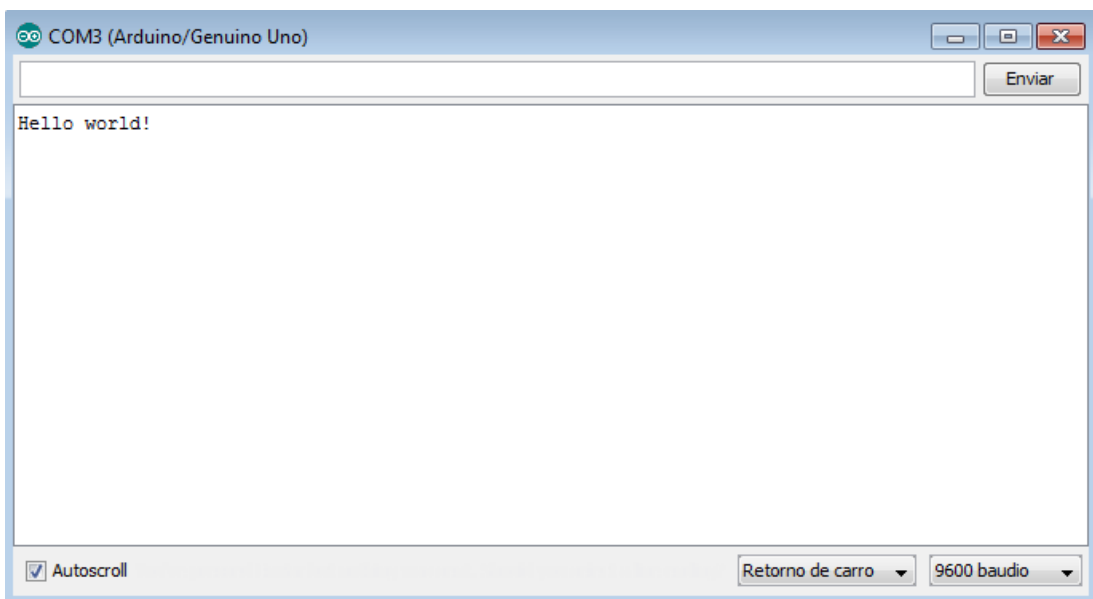 COM3 (Arduino/Genuino Uno)
Enviar
Hello world!
Autoscroll
Retorno de carro
9600 baudio